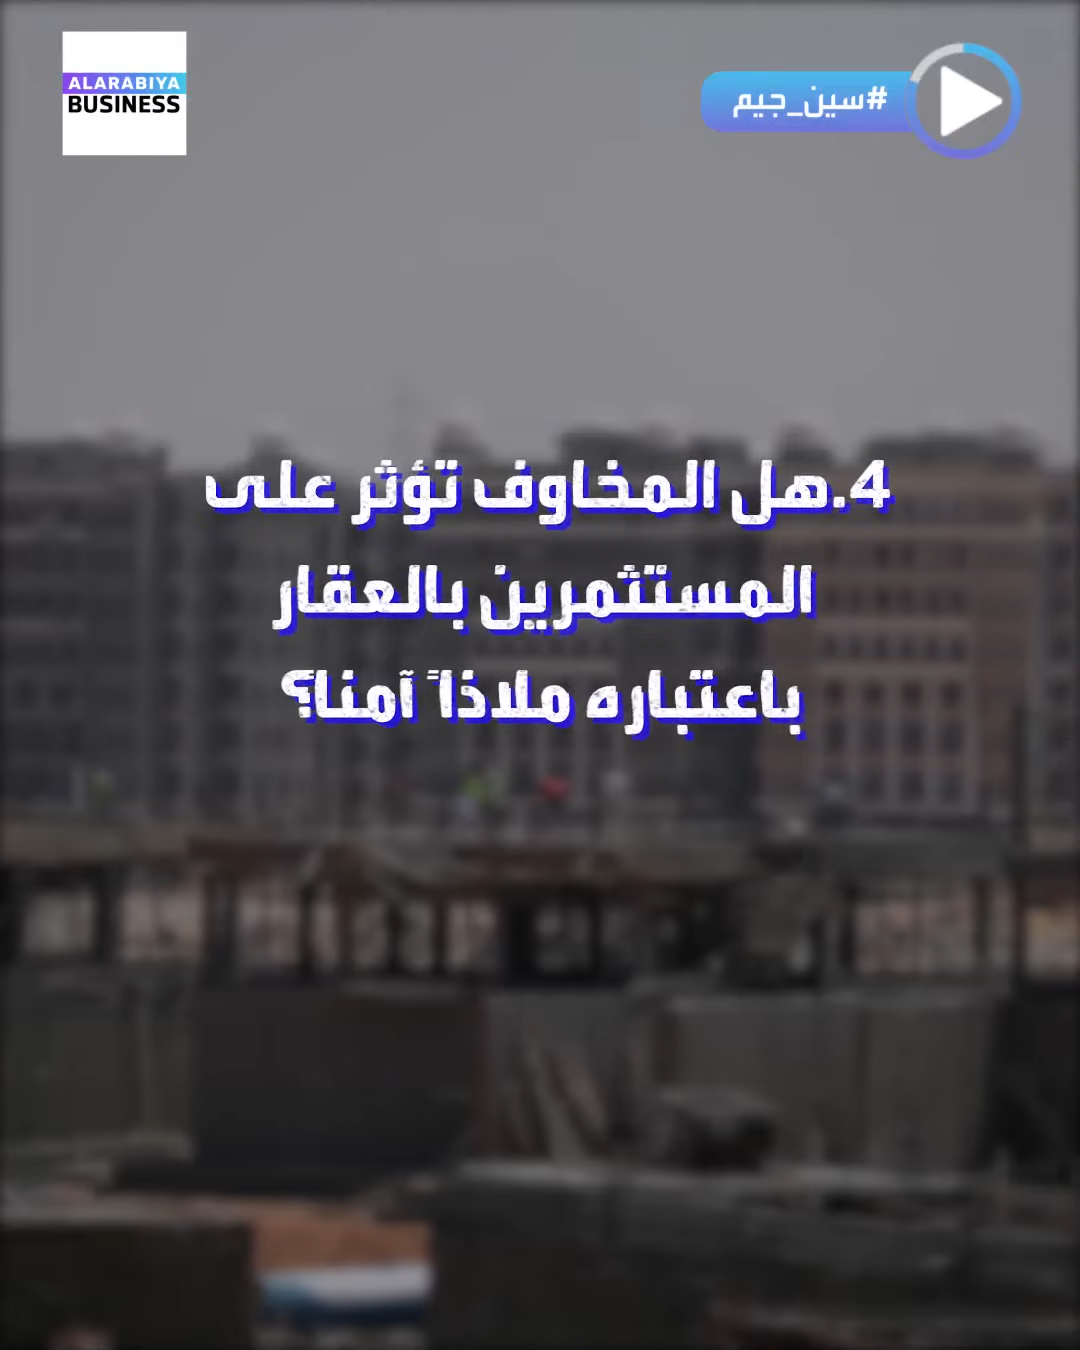 ALARABIYA
BUSINESS
#سين_جيم
4.هل المخاوف تؤثر على
المستثمرين بالعقار
باعتباره ملاذاً آمنا؟